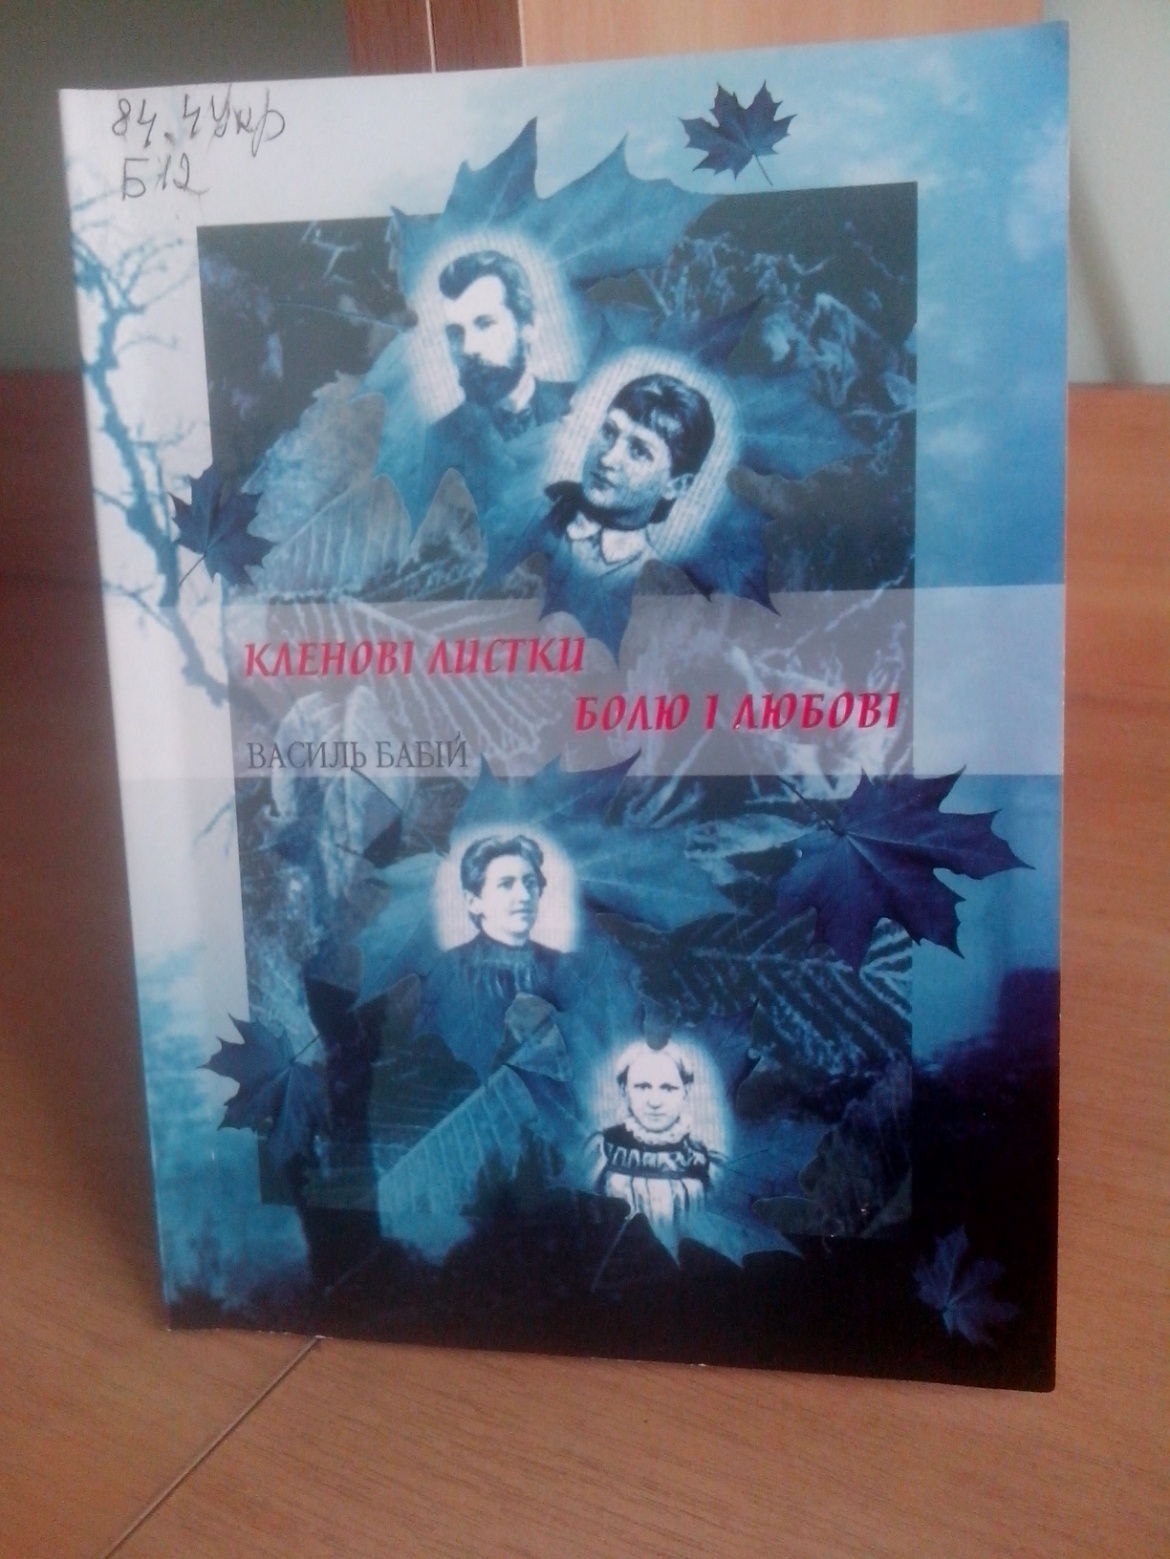 84.4Укр
Б12
КЛЕНОВІ ЛИСТКИ
БОЛЮ І ЛЮБОВІ
ВАСИЛЬ БАБІЙ